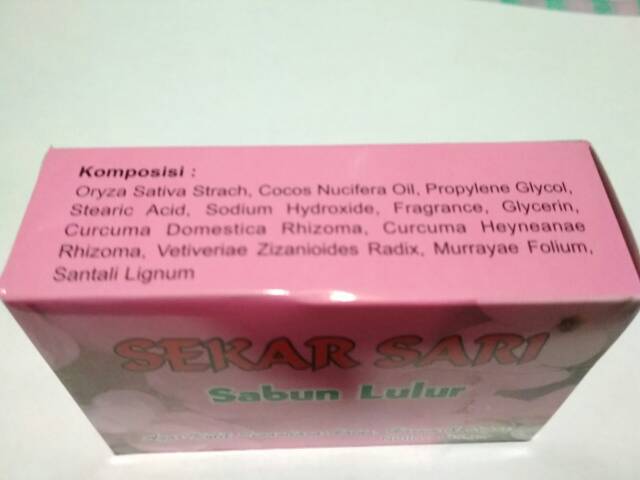 Komposisi :
Oryza Sativa Strach, Cocos Nucifera Oil, Propylene Glycol,
Stearic Acid, Sodium Hydroxide, Fragrance, Glycerin,
Curcuma Domestica Rhizoma, Curcuma Heyneanae
Rhizoma, Vetiveriae Zizanioides Radix, Murrayae Folium,
Santali Lignum
SEKAR SARI
Sabun Lulur